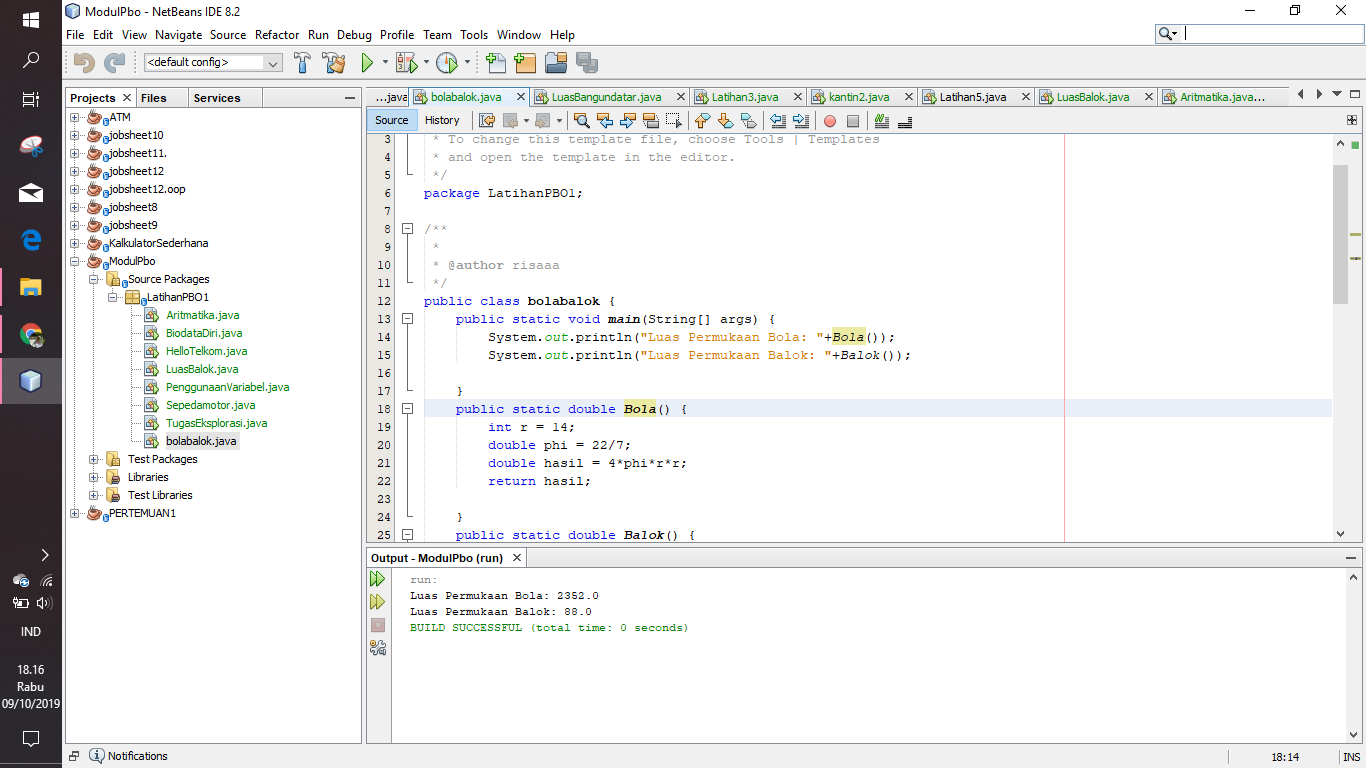 ModulPbo - NetBeans IDE 8.2
File Edit View Navigate Source Refactor Run Debug Profile Team Tools Window Help
<default config>
Projects Files Services
ATM
jobsheet10
jobsheet11.
jobsheet12
jobsheet12.oop
jobsheet8
jobsheet9
KalkulatorSederhana
ModulPbo
Source Packages
LatihanPBO1
Aritmatika.java
BiodataDiri.java
HelloTelkom.java
LuasBalok.java
PenggunaanVariabel.java
Sepedamotor.java
TugasEksplorasi.java
bolabalok.java
Test Packages
Libraries
Test Libraries
PERTEMUAN1
...java bolabalok.java LuasBangundatar.java Latihan3.java kantin2.java Latihan5.java LuasBalok.java Aritmatika.java...
Source History
3 * To change this template file, choose Tools | Templates
4 * and open the template in the editor.
5 */
6 package LatihanPBO1;
7
8 /**
9 *
10 * @author risaaa
11 */
12 public class bolabalok {
13 public static void main(String[] args) {
14 System.out.println("Luas Permukaan Bola: "+Bola());
15 System.out.println("Luas Permukaan Balok: "+Balok());
16
17 }
18 public static double Bola() {
19 int r = 14;
20 double phi = 22/7;
21 double hasil = 4*phi*r*r;
22 return hasil;
23
24 }
25 public static double Balok() {
Output - ModulPbo (run)
run:
Luas Permukaan Bola: 2352.0
Luas Permukaan Balok: 88.0
BUILD SUCCESSFUL (total time: 0 seconds)
IND
18.16
Rabu
09/10/2019
Notifications
18:14 INS